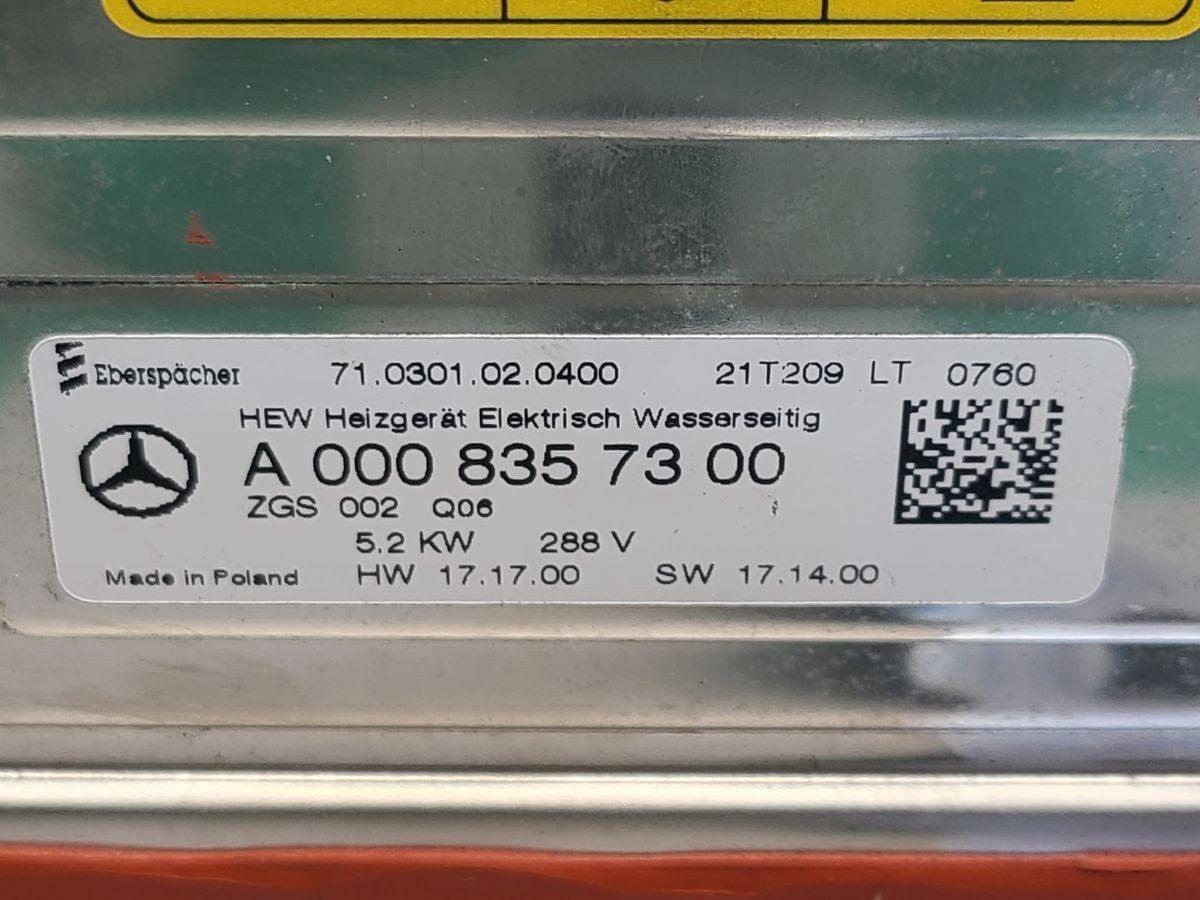 Eberspächer 71.0301.02.0400 21T209 LT 0760
HEW Heizgerät Elektrisch Wasserseitig
A 000 835 73 00
ZGS 002 Q06
5.2 KW 288 V
Made in Poland HW 17.17.00 SW 17.14.00